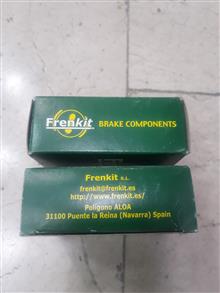 Frenkit
BRAKE COMPONENTS
Frenkit S.L.
frenkit@frenkit.es
http://www.frenkit.es/
Polígono ALOA
31100 Puente la Reina (Navarra) Spain